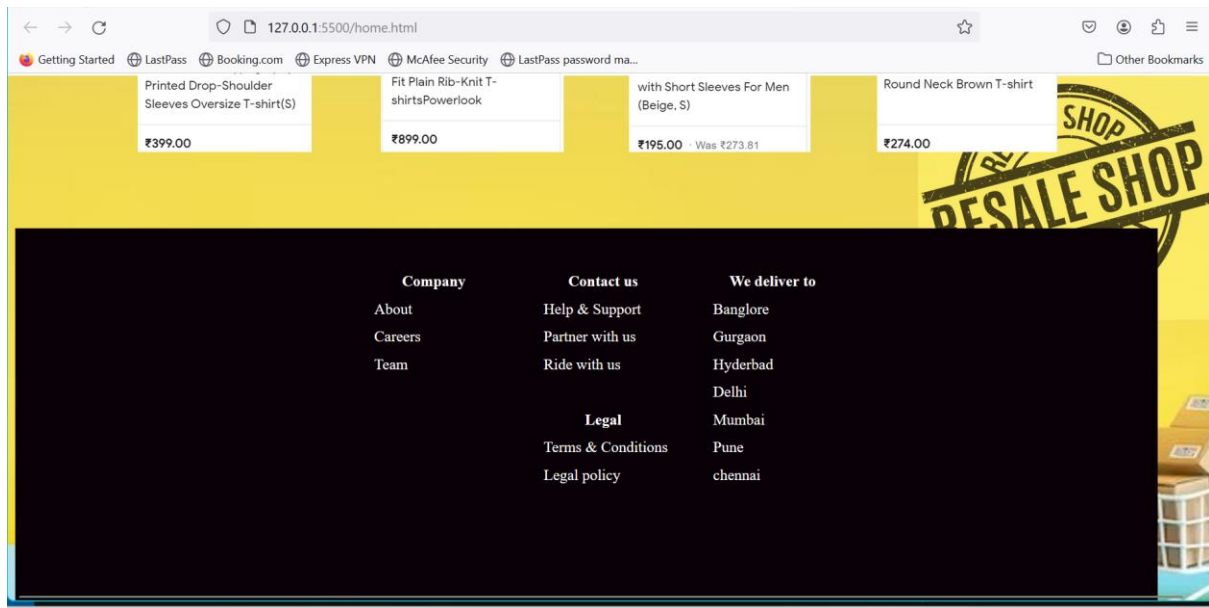 127.0.0.1:5500/home.html
Getting Started LastPass Booking.com Express VPN McAfee Security LastPass password ma... Other Bookmarks
Printed Drop-Shoulder
Sleeves Oversize T-shirt(S)
₹399.00
Fit Plain Rib-Knit T-
shirtsPowerlook
₹899.00
with Short Sleeves For Men
(Beige, S)
₹195.00 · Was ₹273.81
Round Neck Brown T-shirt
₹274.00
SHOP
RESALE SHOP
Company
About
Careers
Team
Contact us
Help & Support
Partner with us
Ride with us
Legal
Terms & Conditions
Legal policy
We deliver to
Banglore
Gurgaon
Hyderbad
Delhi
Mumbai
Pune
chennai